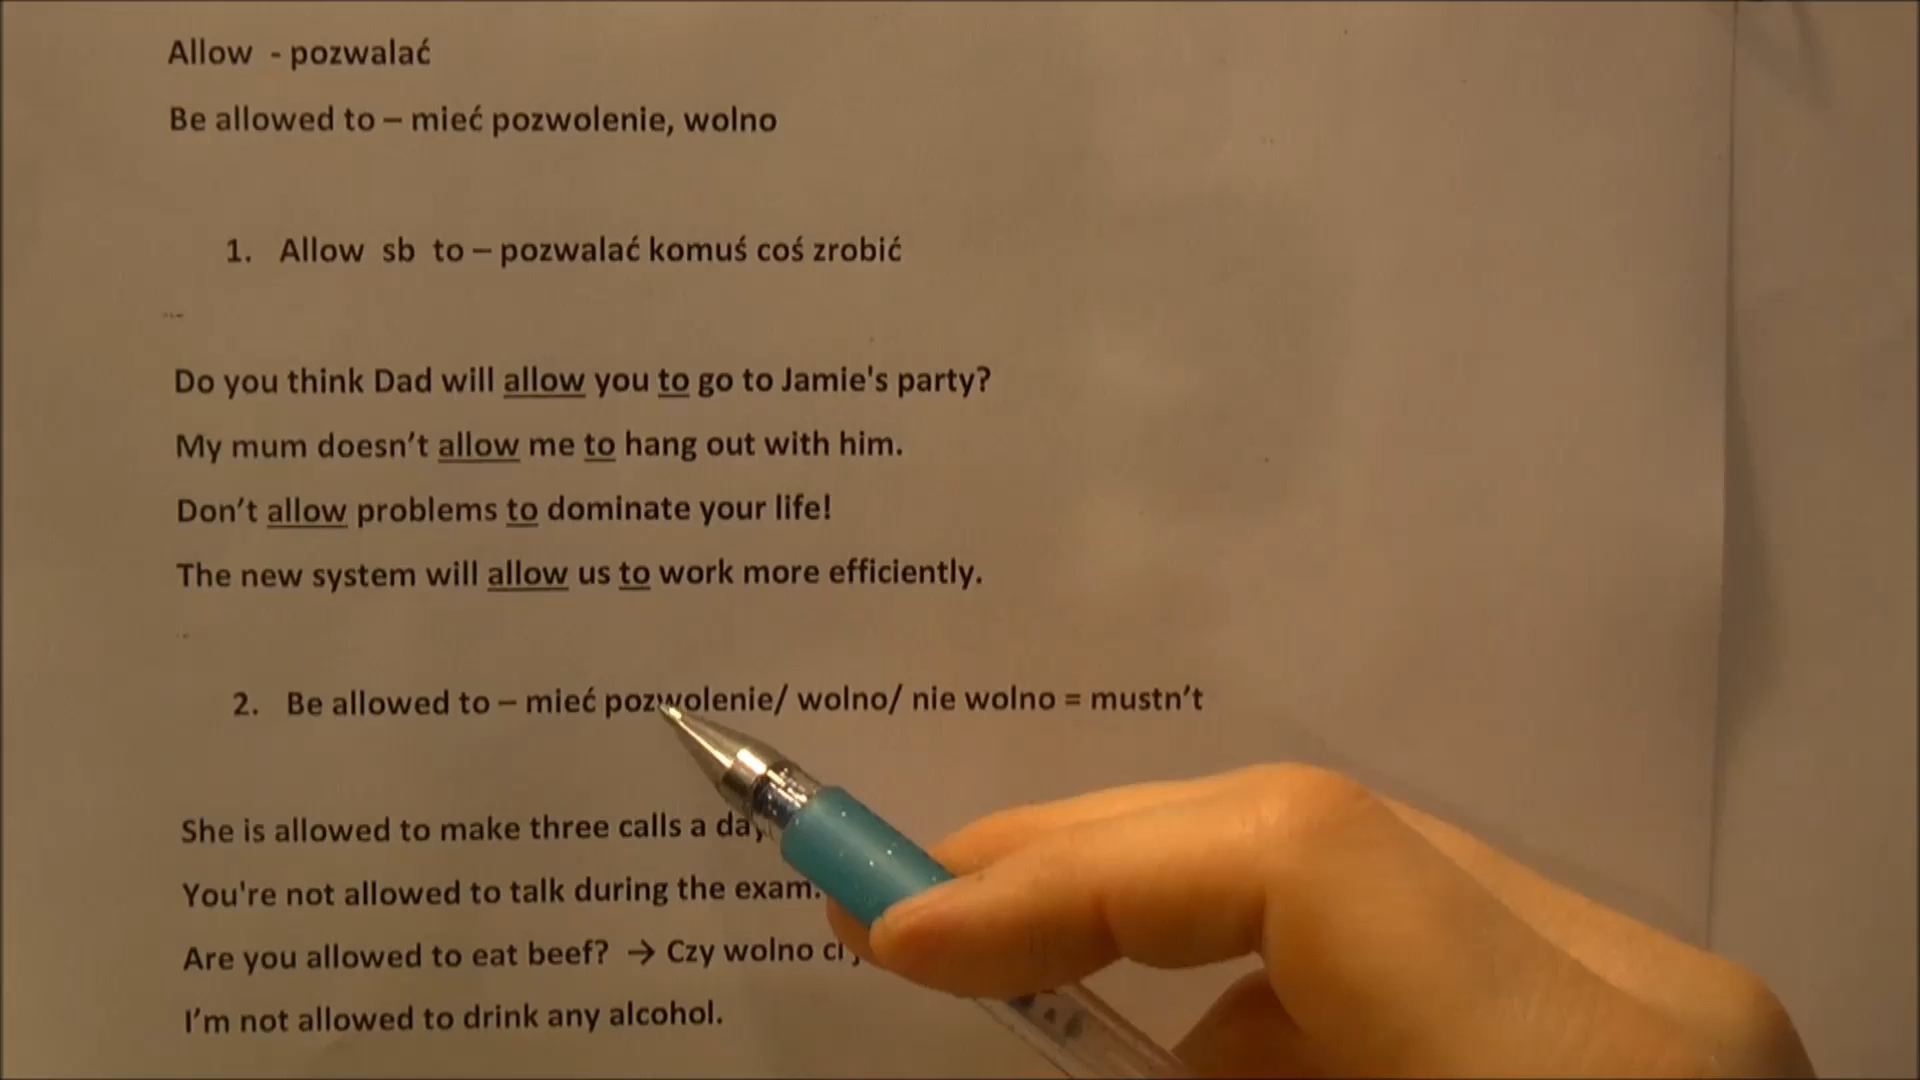 Allow - pozwalać
Be allowed to – mieć pozwolenie, wolno
1. Allow sb to – pozwalać komuś coś zrobić
Do you think Dad will allow you to go to Jamie's party?
My mum doesn’t allow me to hang out with him.
Don’t allow problems to dominate your life!
The new system will allow us to work more efficiently.
2. Be allowed to – mieć pozwolenie/ wolno/ nie wolno = mustn’t
She is allowed to make three calls a day
You're not allowed to talk during the exam.
Are you allowed to eat beef? → Czy wolno ci
I’m not allowed to drink any alcohol.